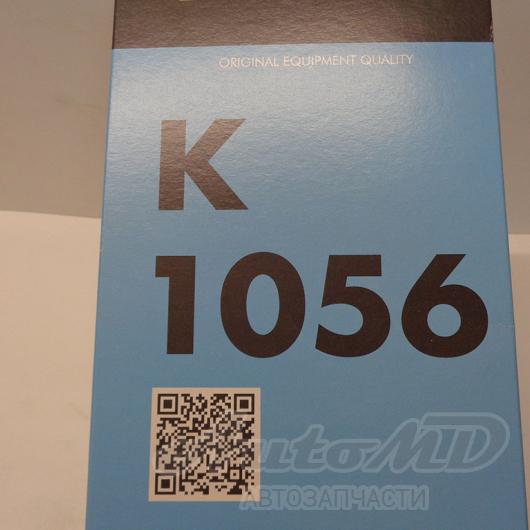 ORIGINAL EQUIPMENT QUALITY
K
1056
AutoMD
АВТОЗАПЧАСТИ